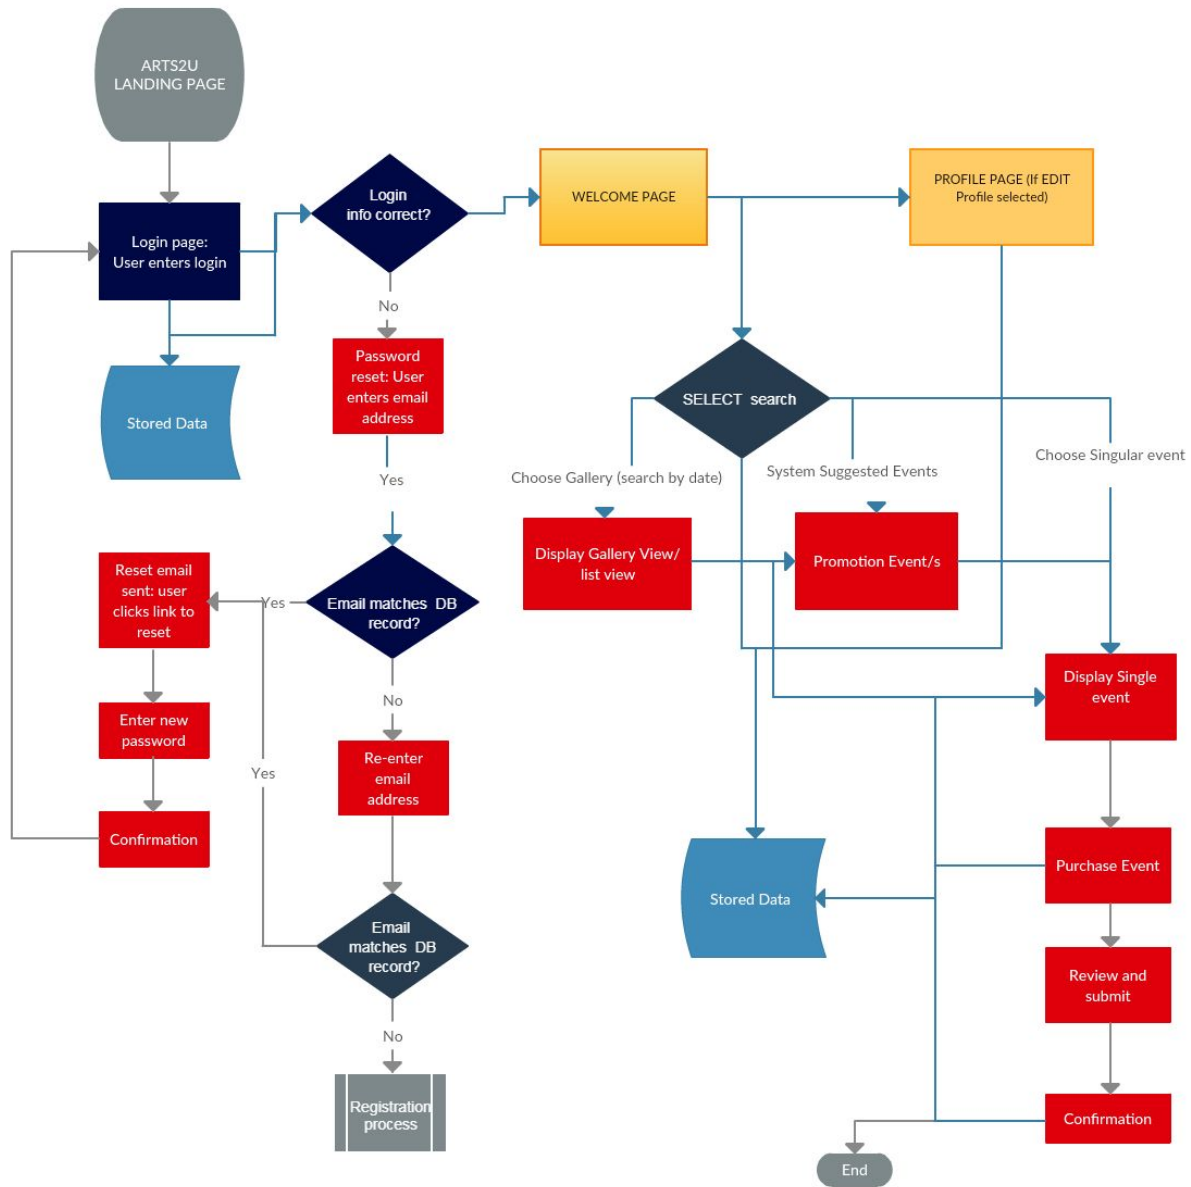 ARTS2U
LANDING PAGE
Login page:
User enters login
Stored Data
Login
info correct?
No
Password
reset: User
enters email
address
Yes
Email matches DB
record?
Yes
Reset email
sent: user
clicks link to
reset
Enter new
password
Confirmation
No
Re-enter
email
address
Yes
Email
matches DB
record?
No
Registration
process
WELCOME PAGE
PROFILE PAGE (If EDIT
Profile selected)
SELECT search
Choose Gallery (search by date)
System Suggested Events
Choose Singular event
Display Gallery View/
list view
Promotion Event/s
Display Single
event
Purchase Event
Stored Data
Review and
submit
Confirmation
End